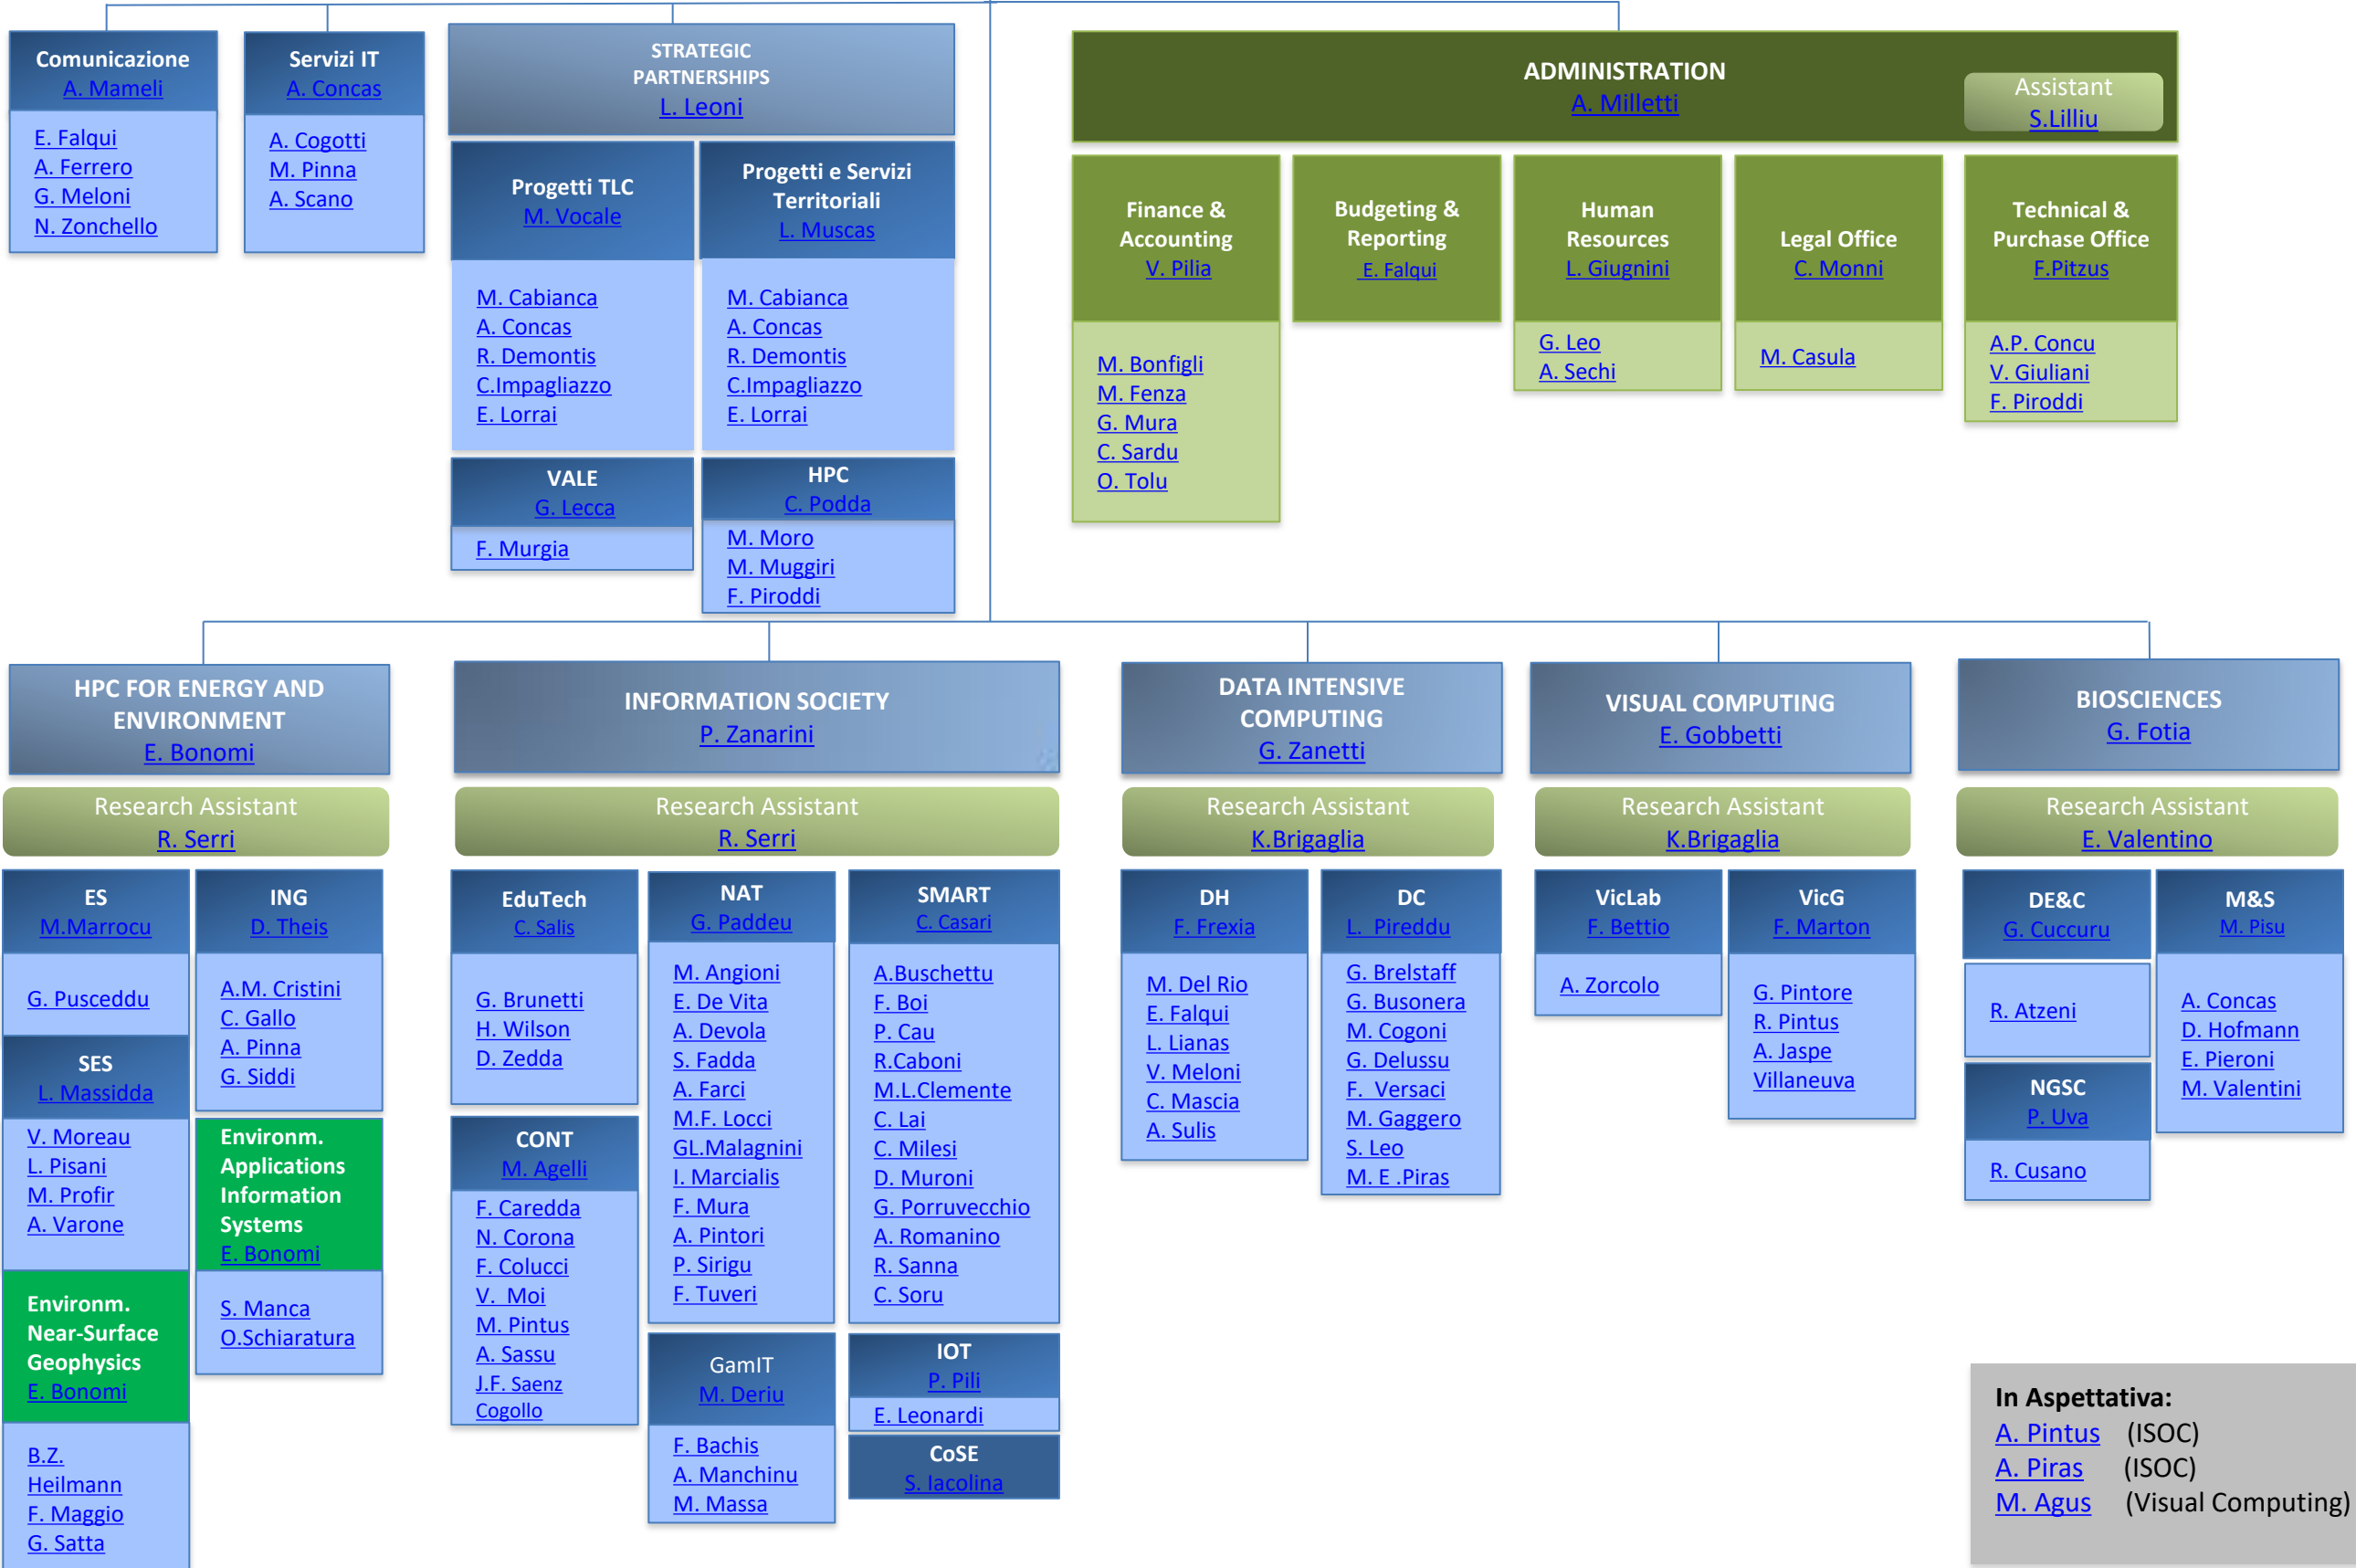 Comunicazione
A. Mameli
E. Falqui
A. Ferrero
G. Meloni
N. Zonchello
Servizi IT
A. Concas
A. Cogotti
M. Pinna
A. Scano
STRATEGIC
PARTNERSHIPS
L. Leoni
Progetti TLC
M. Vocale
M. Cabianca
A. Concas
R. Demontis
C.Impagliazzo
E. Lorrai
Progetti e Servizi
Territoriali
L. Muscas
M. Cabianca
A. Concas
R. Demontis
C.Impagliazzo
E. Lorrai
VALE
G. Lecca
F. Murgia
HPC
C. Podda
M. Moro
M. Muggiri
F. Piroddi
ADMINISTRATION
A. Milletti
Assistant
S.Lilliu
Finance &
Accounting
V. Pilia
M. Bonfigli
M. Fenza
G. Mura
C. Sardu
O. Tolu
Budgeting &
Reporting
E. Falqui
Human
Resources
L. Giugnini
G. Leo
A. Sechi
Legal Office
C. Monni
M. Casula
Technical &
Purchase Office
F.Pitzus
A.P. Concu
V. Giuliani
F. Piroddi
HPC FOR ENERGY AND
ENVIRONMENT
E. Bonomi
Research Assistant
R. Serri
ES
M.Marrocu
G. Pusceddu
SES
L. Massidda
V. Moreau
L. Pisani
M. Profir
A. Varone
Environm.
Near-Surface
Geophysics
E. Bonomi
B.Z.
Heilmann
F. Maggio
G. Satta
ING
D. Theis
A.M. Cristini
C. Gallo
A. Pinna
G. Siddi
Environm.
Applications
Information
Systems
E. Bonomi
S. Manca
O.Schiaratura
INFORMATION SOCIETY
P. Zanarini
Research Assistant
R. Serri
EduTech
C. Salis
G. Brunetti
H. Wilson
D. Zedda
CONT
M. Agelli
F. Caredda
N. Corona
F. Colucci
V. Moi
M. Pintus
A. Sassu
J.F. Saenz
Cogollo
NAT
G. Paddeu
M. Angioni
E. De Vita
A. Devola
S. Fadda
A. Farci
M.F. Locci
GL.Malagnini
I. Marcialis
F. Mura
A. Pintori
P. Sirigu
F. Tuveri
GamIT
M. Deriu
F. Bachis
A. Manchinu
M. Massa
SMART
C. Casari
A.Buschettu
F. Boi
P. Cau
R.Caboni
M.L.Clemente
C. Lai
C. Milesi
D. Muroni
G. Porruvecchio
A. Romanino
R. Sanna
C. Soru
IOT
P. Pili
E. Leonardi
CoSE
S. Iacolina
DATA INTENSIVE
COMPUTING
G. Zanetti
Research Assistant
K.Brigaglia
DH
F. Frexia
M. Del Rio
E. Falqui
L. Lianas
V. Meloni
C. Mascia
A. Sulis
DC
L. Pireddu
G. Brelstaff
G. Busonera
M. Cogoni
G. Delussu
F. Versaci
M. Gaggero
S. Leo
M. E .Piras
VISUAL COMPUTING
E. Gobbetti
Research Assistant
K.Brigaglia
VicLab
F. Bettio
A. Zorcolo
VicG
F. Marton
G. Pintore
R. Pintus
A. Jaspe
Villaneuva
BIOSCIENCES
G. Fotia
Research Assistant
E. Valentino
DE&C
G. Cuccuru
R. Atzeni
NGSC
P. Uva
R. Cusano
M&S
M. Pisu
A. Concas
D. Hofmann
E. Pieroni
M. Valentini
In Aspettativa:
A. Pintus (ISOC)
A. Piras (ISOC)
M. Agus (Visual Computing)